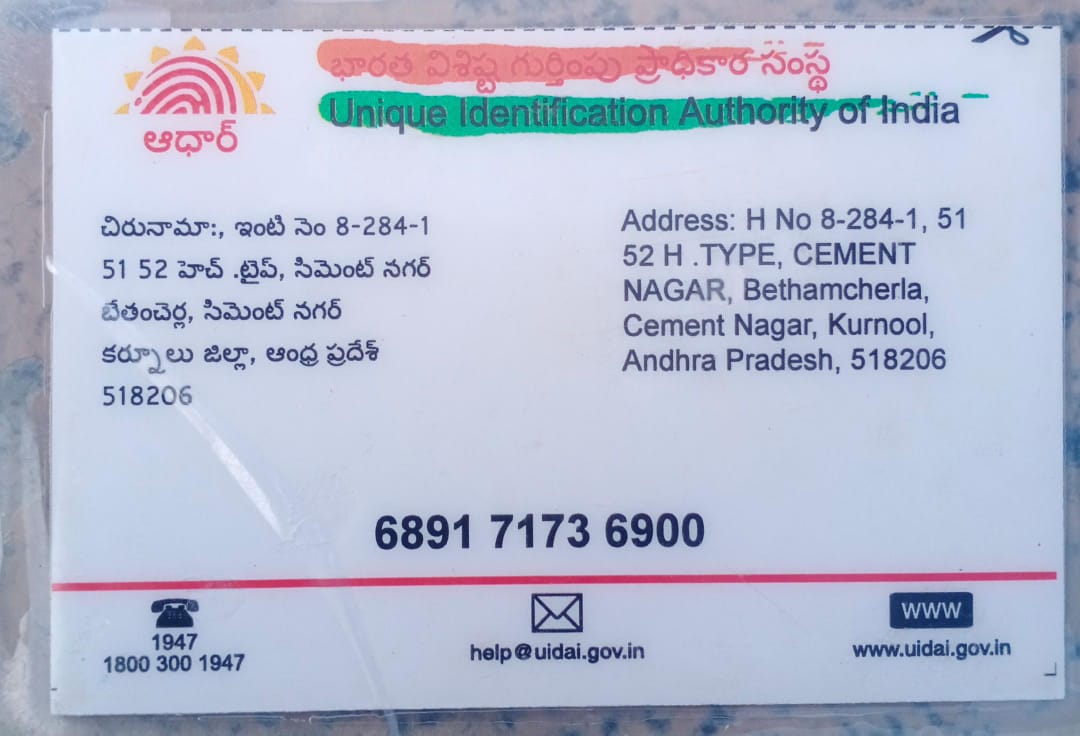 భారత విశిష్ట గుర్తింపు ప్రాధికార సంస్థ
Unique Identification Authority of India
ఆధార్
చిరునామా:, ఇంటి నెం 8-284-1
51 52 హెచ్ .టైప్, సిమెంట్ నగర్
బేతంచెర్ల, సిమెంట్ నగర్
కర్నూలు జిల్లా, ఆంధ్ర ప్రదేశ్
518206
Address: H No 8-284-1, 51
52 H .TYPE, CEMENT
NAGAR, Bethamcherla,
Cement Nagar, Kurnool,
Andhra Pradesh, 518206
6891 7173 6900
1947
1800 300 1947
help@uidai.gov.in
www
www.uidai.gov.in